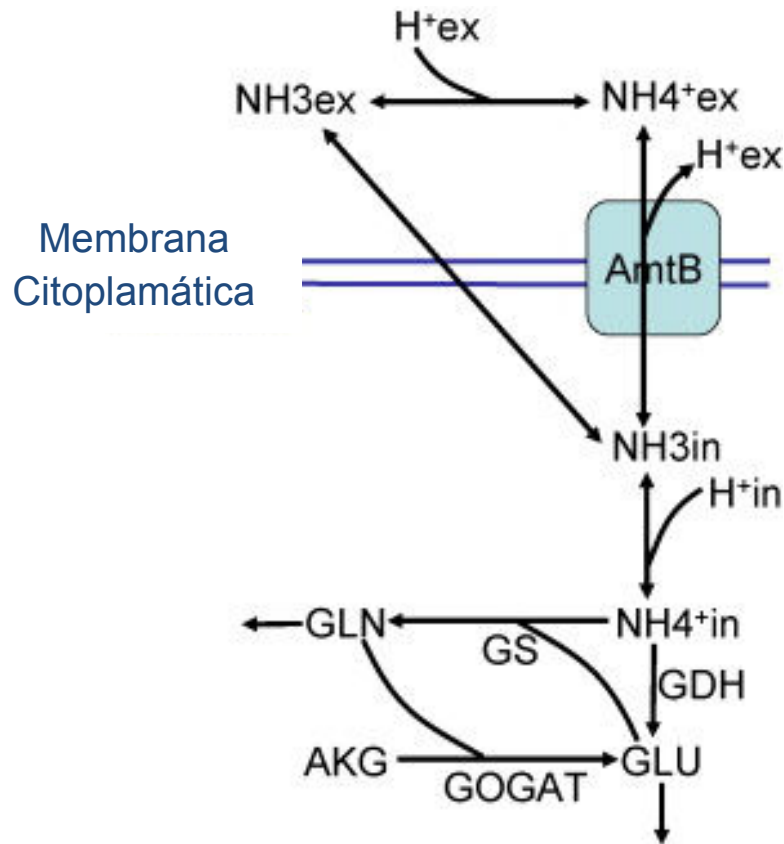 H⁺ex
NH3ex
NH4⁺ex
H⁺ex
Membrana
Citoplamática
AmtB
NH3in
H⁺in
GLN
NH4⁺in
GS
GDH
AKG
GLU
GOGAT